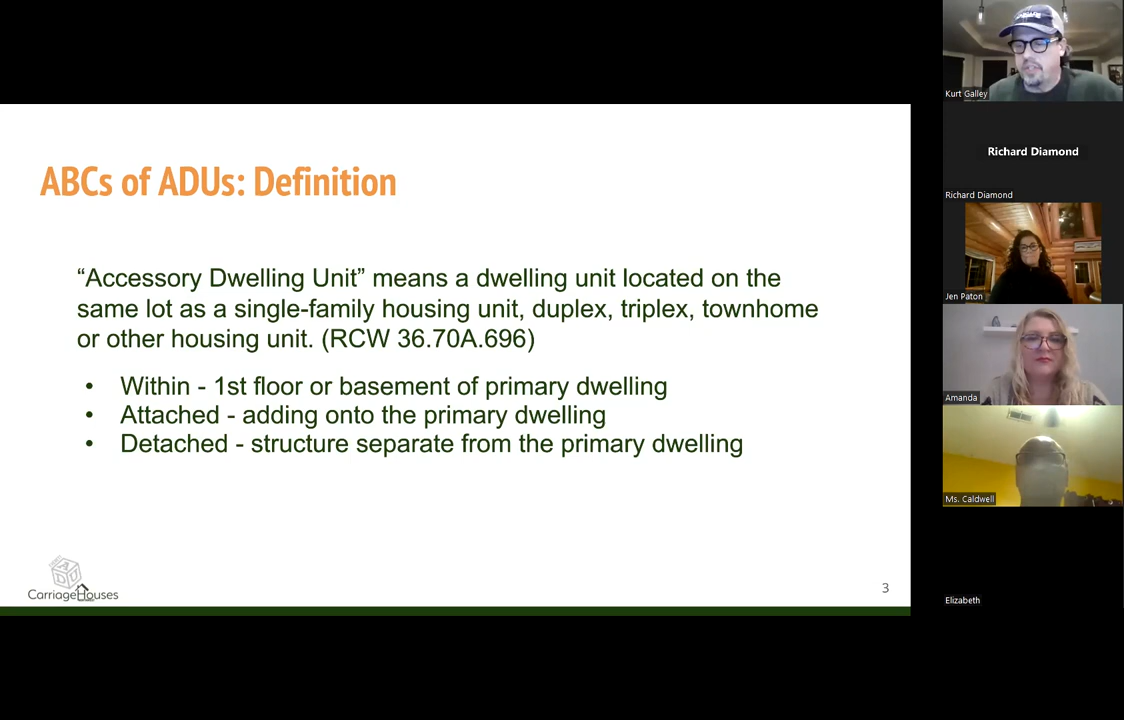 ABCs of ADUs: Definition
“Accessory Dwelling Unit” means a dwelling unit located on the
same lot as a single-family housing unit, duplex, triplex, townhome
or other housing unit. (RCW 36.70A.696)
• Within - 1st floor or basement of primary dwelling
• Attached - adding onto the primary dwelling
• Detached - structure separate from the primary dwelling
ADU
CarriageHouses
3
Kurt Galley
Richard Diamond
Richard Diamond
Jen Paton
Amanda
Ms. Caldwell
Elizabeth